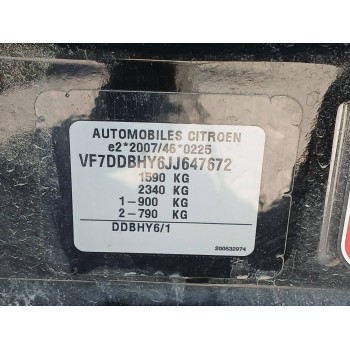 AUTOMOBILES CITROEN
e2*2007/46*0225
VF7DDBHY6JJ647672
1590 KG
2340 KG
1-900 KG
2-790 KG
DDBHY6/1
200532974